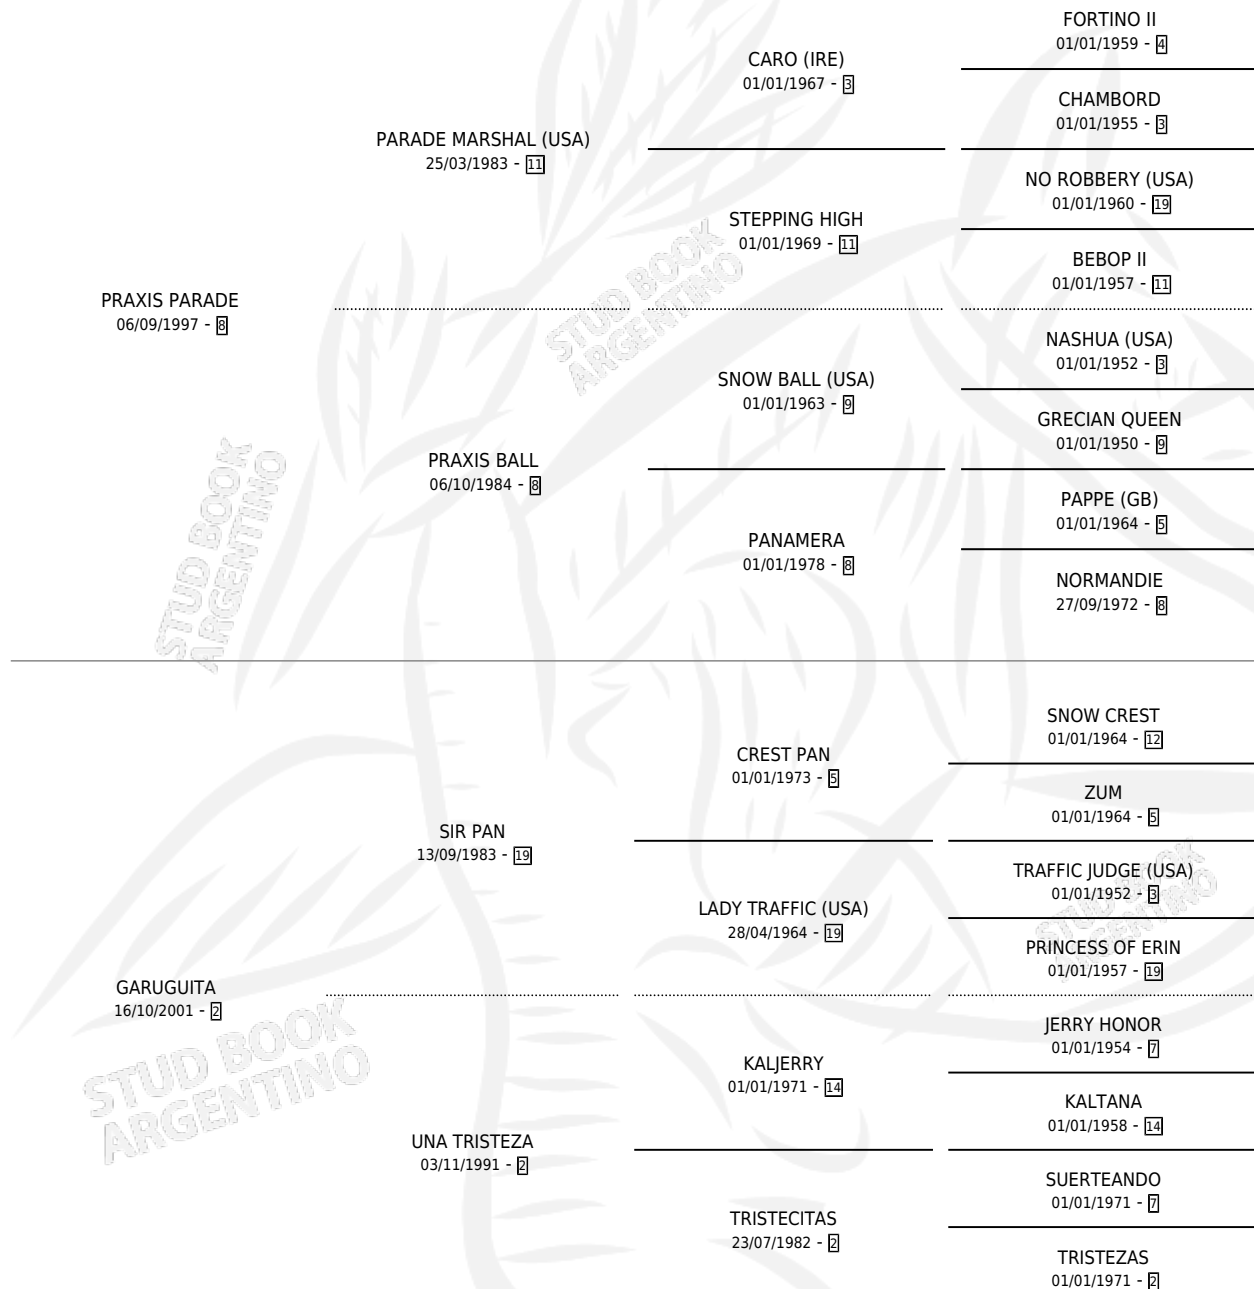 FORTINO II
01/01/1959 - 4
CARO (IRE)
01/01/1967 - 3
CHAMBORD
01/01/1955 - 3
PARADE MARSHAL (USA)
25/03/1983 - 11
NO ROBBERY (USA)
01/01/1960 - 19
STEPPING HIGH
01/01/1969 - 11
BEBOP II
01/01/1957 - 11
PRAXIS PARADE
06/09/1997 - 8
NASHUA (USA)
01/01/1952 - 3
SNOW BALL (USA)
01/01/1963 - 9
GRECIAN QUEEN
01/01/1950 - 9
PRAXIS BALL
06/10/1984 - 8
PAPPE (GB)
01/01/1964 - 5
PANAMERA
01/01/1978 - 8
NORMANDIE
27/09/1972 - 8
STUD BOOK
ARGENTINO
STUD BOOK
ARGENTINO
SNOW CREST
01/01/1964 - 12
CREST PAN
01/01/1973 - 5
ZUM
01/01/1964 - 5
SIR PAN
13/09/1983 - 19
TRAFFIC JUDGE (USA)
01/01/1952 - 3
LADY TRAFFIC (USA)
28/04/1964 - 19
PRINCESS OF ERIN
01/01/1957 - 19
GARUGUITA
16/10/2001 - 2
JERRY HONOR
01/01/1954 - 7
KALJERRY
01/01/1971 - 14
KALTANA
01/01/1958 - 14
UNA TRISTEZA
03/11/1991 - 2
SUERTEANDO
01/01/1971 - 7
TRISTECITAS
23/07/1982 - 2
TRISTEZAS
01/01/1971 - 2
STUD BOOK
ARGENTINO
STUD BOOK
ARGENTINO